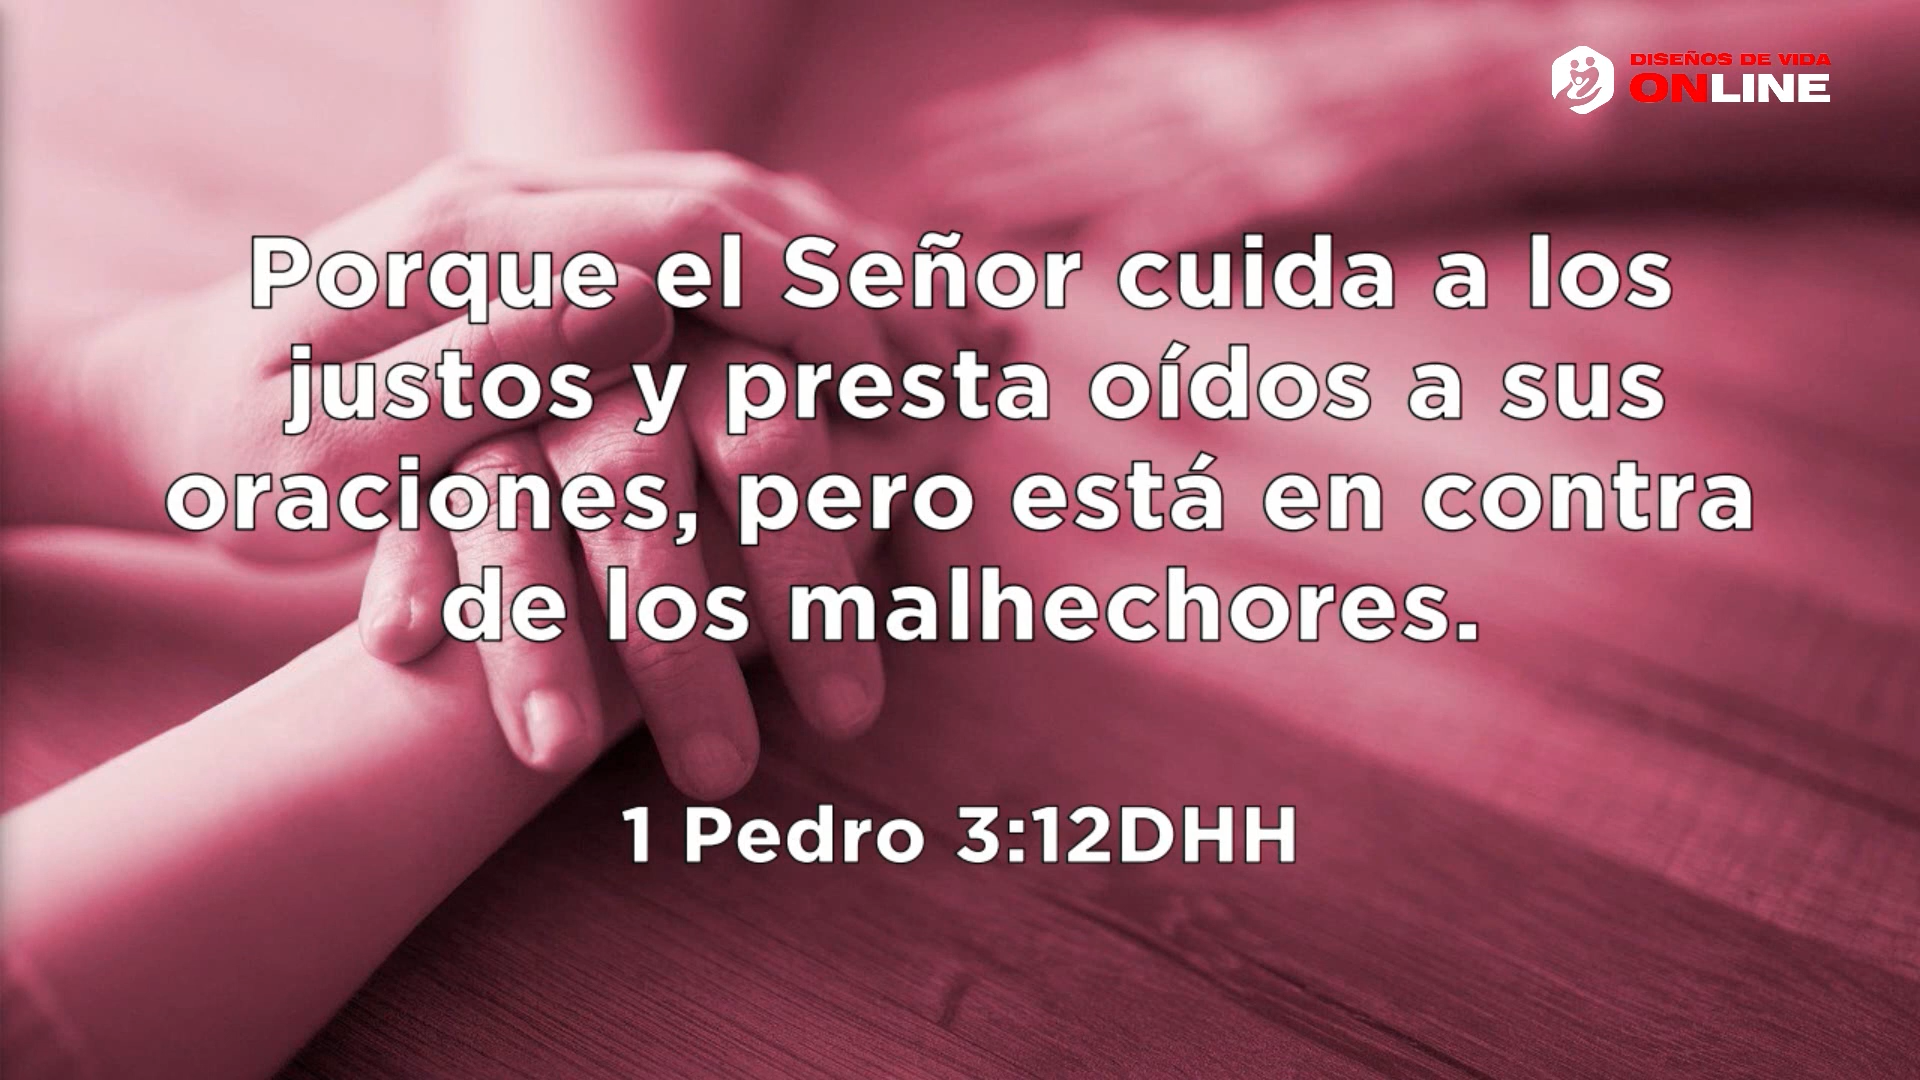 DISEÑOS DE VIDA
ONLINE
Porque el Señor cuida a los
justos y presta oídos a sus
oraciones, pero está en contra
de los malhechores.
1 Pedro 3:12DHH